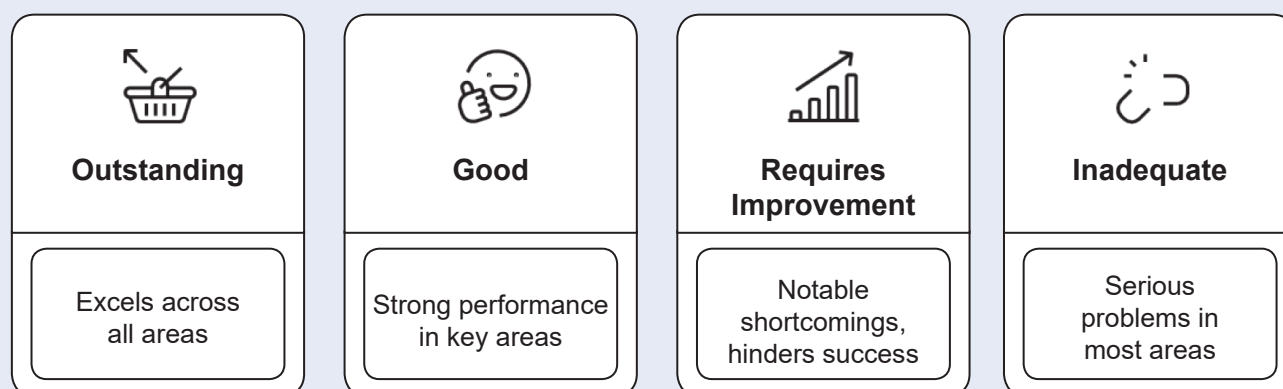 Outstanding
Excels across
all areas
Good
Strong performance
in key areas
Requires
Improvement
Notable
shortcomings,
hinders success
Inadequate
Serious
problems in
most areas